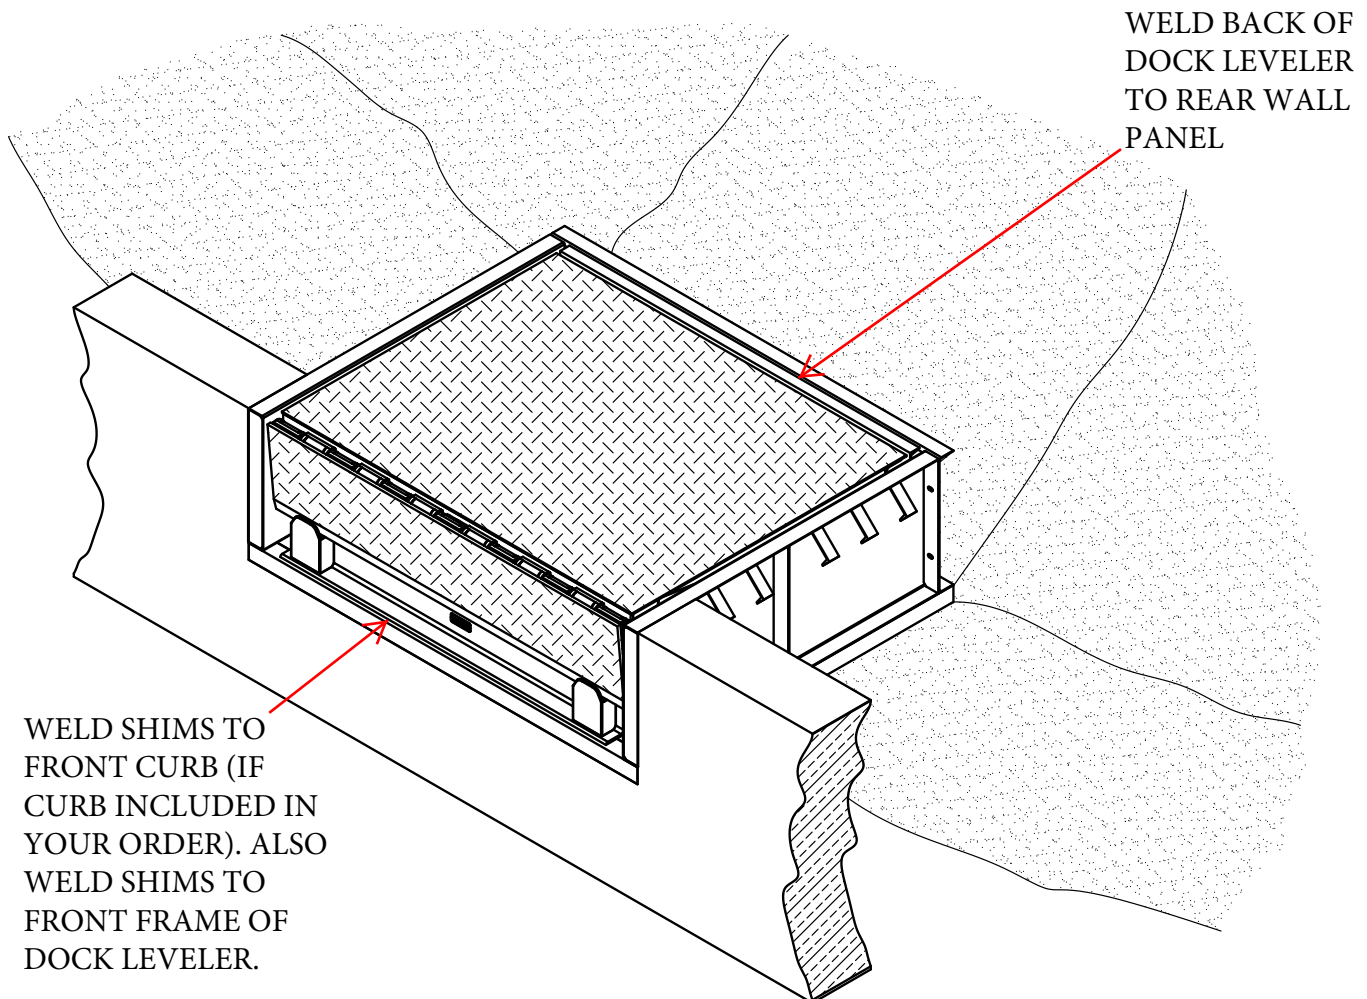 WELD BACK OF
DOCK LEVELER
TO REAR WALL
PANEL
WELD SHIMS TO
FRONT CURB (IF
CURB INCLUDED IN
YOUR ORDER). ALSO
WELD SHIMS TO
FRONT FRAME OF
DOCK LEVELER.